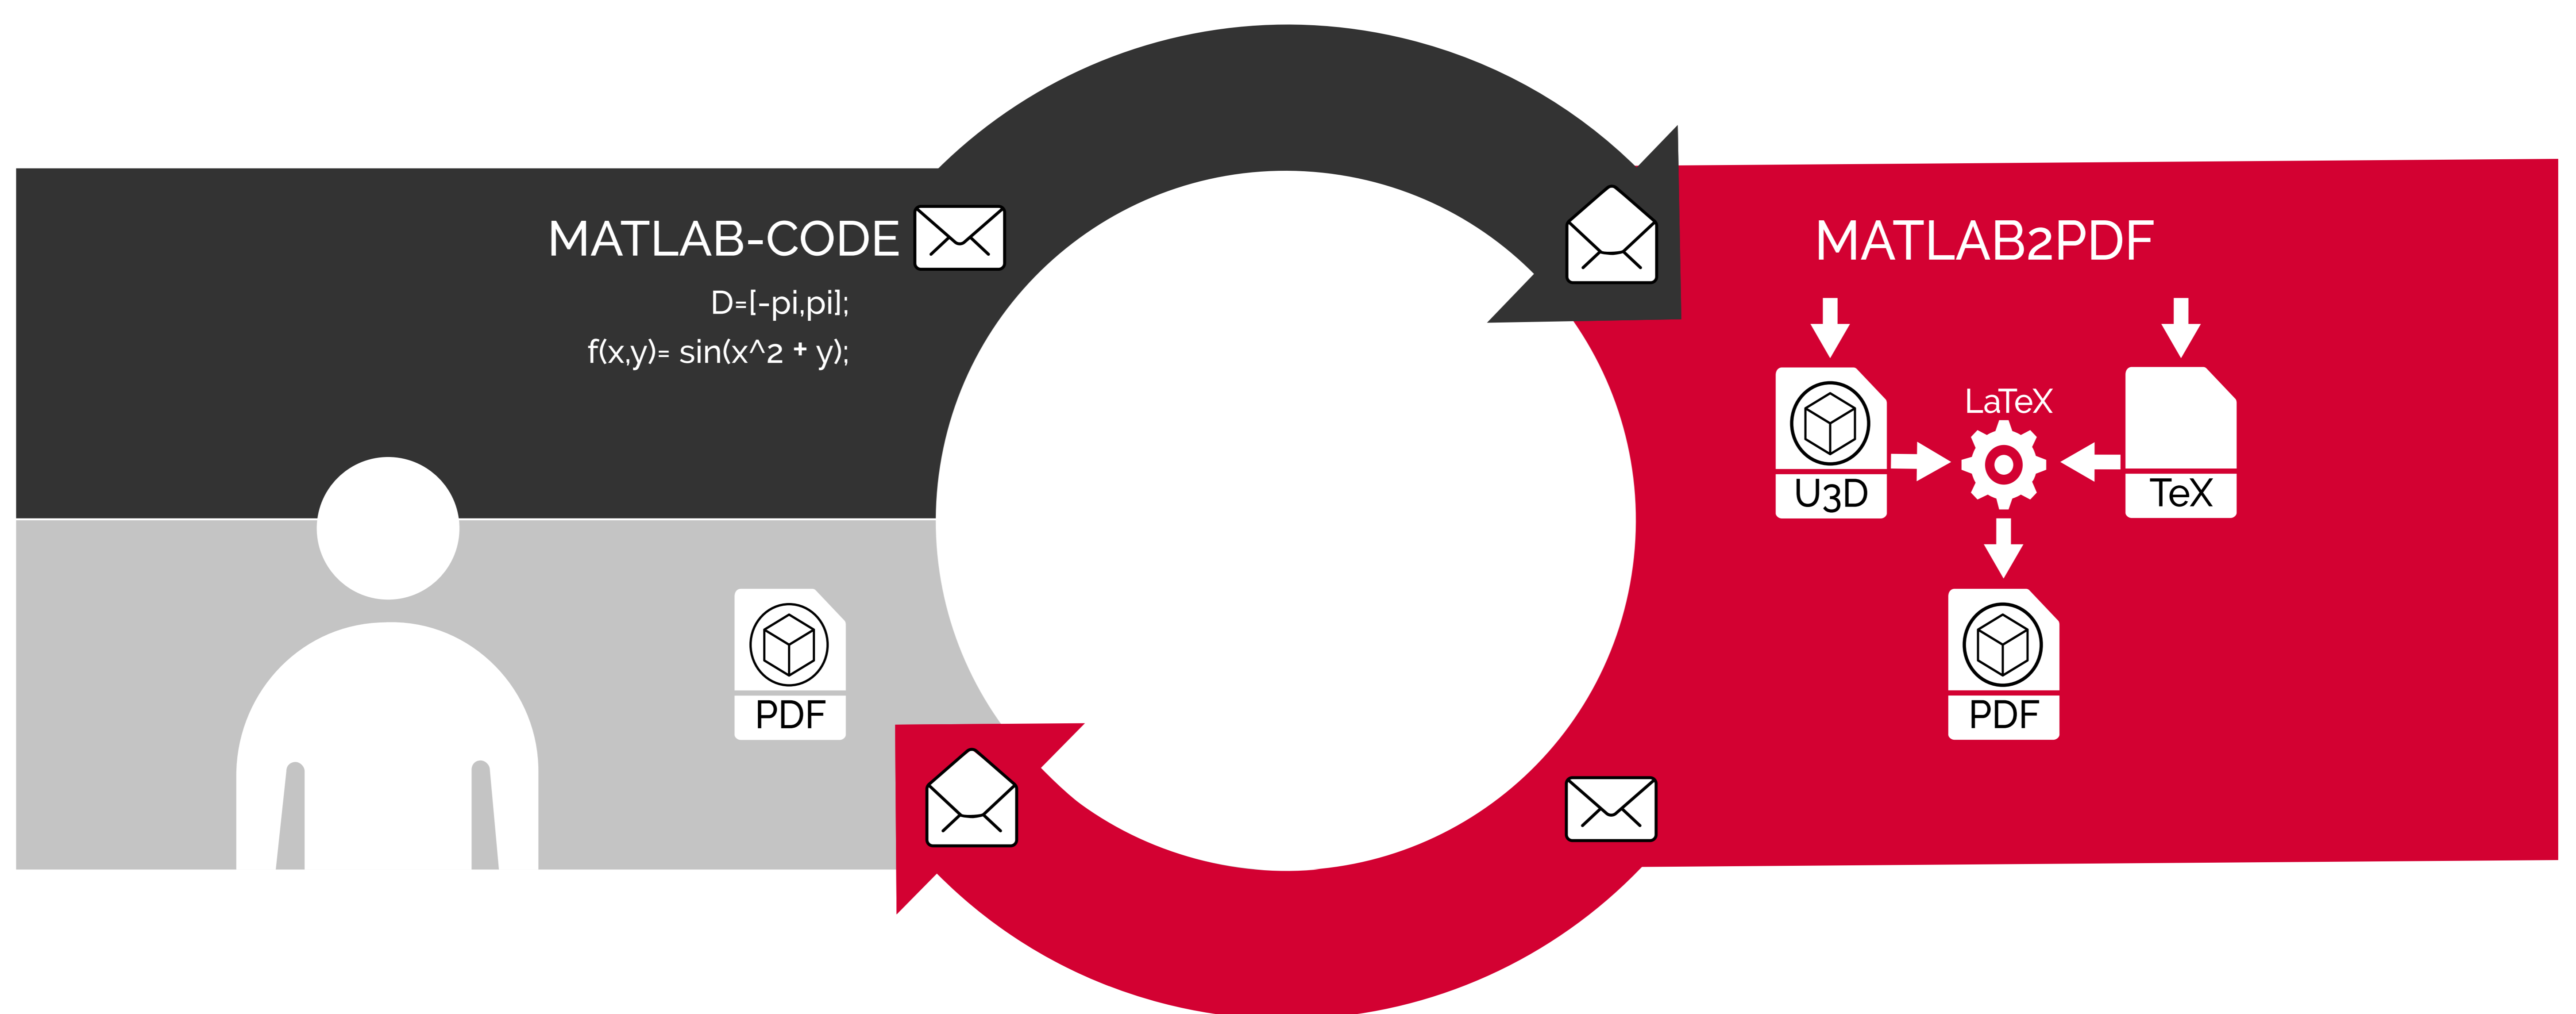 MATLAB-CODE
D=[-pi,pi];
f(x,y)= sin(x^2 + y);
PDF
MATLAB2PDF
LaTeX
U3D
TeX
PDF